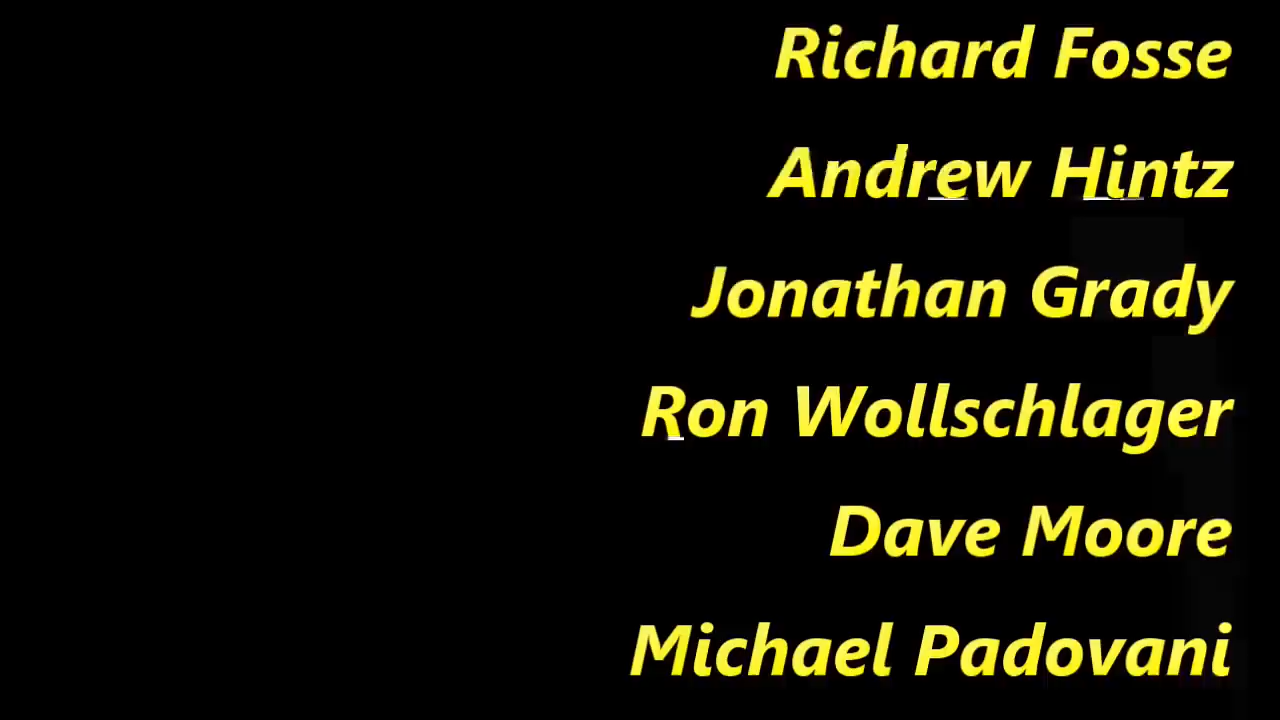 Richard Fosse
Andrew Hintz
Jonathan Grady
Ron Wollschlager
Dave Moore
Michael Padovani